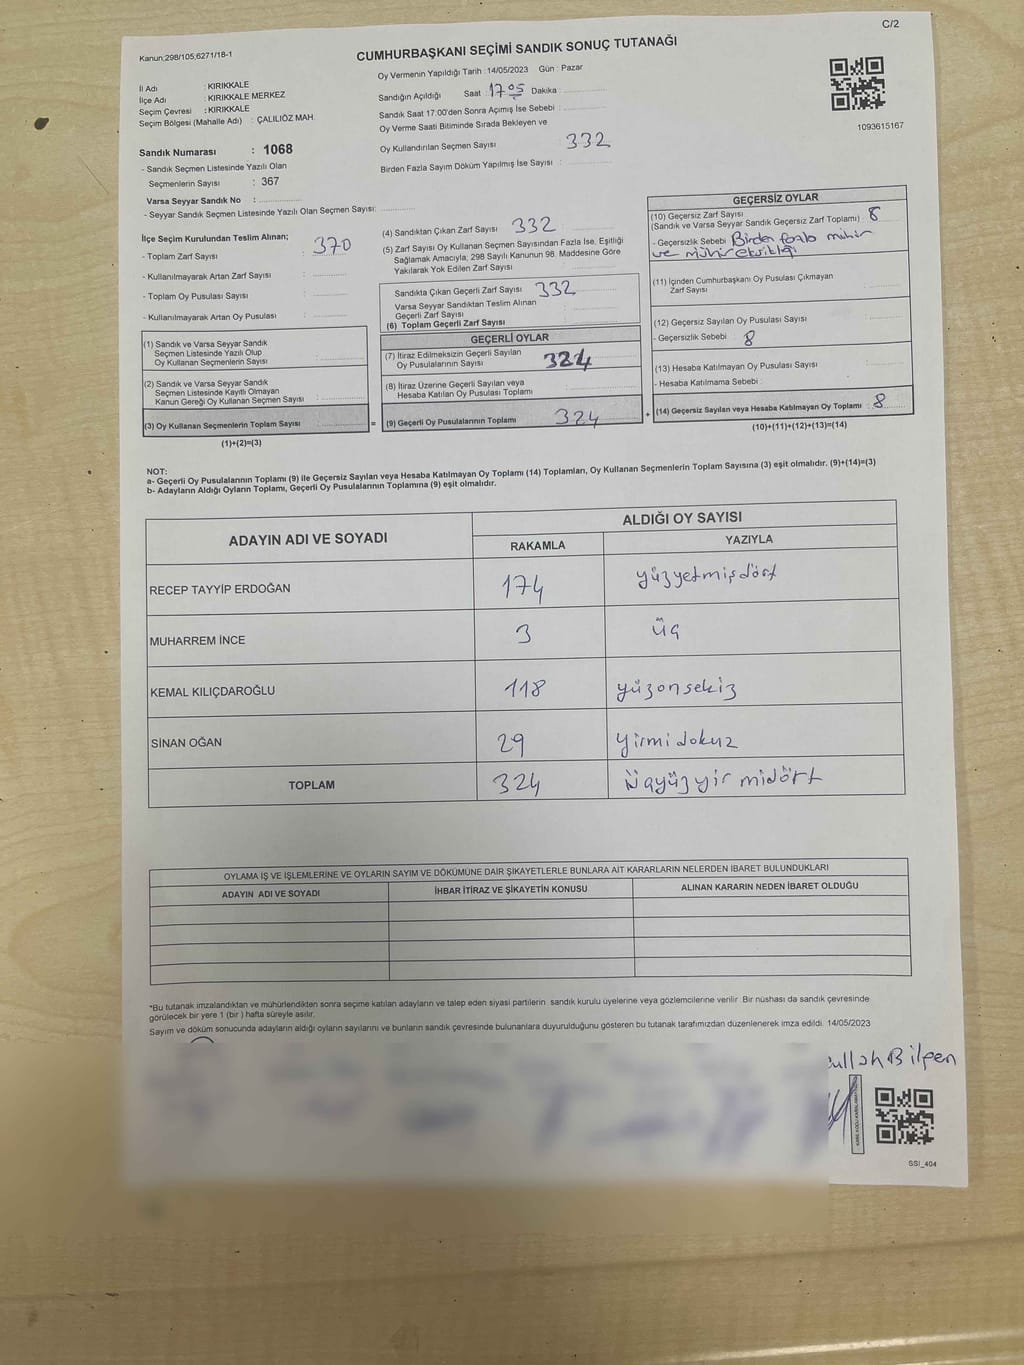 C/2
Kanun;298/105;6271/18-1
CUMHURBAŞKANI SEÇİMİ SANDIK SONUÇ TUTANAĞI
İl Adı : KIRIKKALE
İlçe Adı : KIRIKKALE MERKEZ
Seçim Çevresi : KIRIKKALE
Seçim Bölgesi (Mahalle Adı) : ÇALILIÖZ MAH.
Sandık Numarası : 1068
- Sandık Seçmen Listesinde Yazılı Olan
Seçmenlerin Sayısı : 367
Varsa Seyyar Sandık No :
- Seyyar Sandık Seçmen Listesinde Yazılı Olan Seçmen Sayısı:
Oy Vermenin Yapıldığı Tarih : 14/05/2023 Gün : Pazar
Sandığın Açıldığı Saat : 17 05 Dakika :
Sandık Saat 17:00'den Sonra Açımış İse Sebebi :
Oy Verme Saati Bitiminde Sırada Bekleyen ve
Oy Kullandırılan Seçmen Sayısı : 332
Birden Fazla Sayım Döküm Yapılmış İse Sayısı :
1093615167
İlçe Seçim Kurulundan Teslim Alınan;
- Toplam Zarf Sayısı : 370
- Kullanılmayarak Artan Zarf Sayısı :
- Toplam Oy Pusulası Sayısı :
- Kullanılmayarak Artan Oy Pusulası :
(1) Sandık ve Varsa Seyyar Sandık
Seçmen Listesinde Yazılı Olup
Oy Kullanan Seçmenlerin Sayısı :
(2) Sandık ve Varsa Seyyar Sandık
Seçmen Listesinde Kayıtlı Olmayan
Kanun Gereği Oy Kullanan Seçmen Sayısı :
(3) Oy Kullanan Seçmenlerin Toplam Sayısı :
(1)+(2)=(3)
(4) Sandıktan Çıkan Zarf Sayısı : 332
(5) Zarf Sayısı Oy Kullanan Seçmen Sayısından Fazla İse, Eşitliği
Sağlamak Amacıyla, 298 Sayılı Kanunun 98. Maddesine Göre
Yakılarak Yok Edilen Zarf Sayısı :
Sandıkta Çıkan Geçerli Zarf Sayısı : 332
Varsa Seyyar Sandıktan Teslim Alınan
Geçerli Zarf Sayısı :
(6) Toplam Geçerli Zarf Sayısı :
GEÇERLİ OYLAR
(7) İtiraz Edilmeksizin Geçerli Sayılan
Oy Pusulalarının Sayısı : 324
(8) İtiraz Üzerine Geçerli Sayılan veya
Hesaba Katılan Oy Pusulası Toplamı :
= (9) Geçerli Oy Pusulalarının Toplamı : 324 +
GEÇERSİZ OYLAR
(10) Geçersiz Zarf Sayısı
(Sandık ve Varsa Seyyar Sandık Geçersiz Zarf Toplamı) : 8
- Geçersizlik Sebebi : Birden fazla mühür
ve mühür eksikliği
(11) İçinden Cumhurbaşkanı Oy Pusulası Çıkmayan
Zarf Sayısı :
(12) Geçersiz Sayılan Oy Pusulası Sayısı :
- Geçersizlik Sebebi : 8
(13) Hesaba Katılmayan Oy Pusulası Sayısı :
- Hesaba Katılmama Sebebi :
(14) Geçersiz Sayılan veya Hesaba Katılmayan Oy Toplamı : 8
(10)+(11)+(12)+(13)=(14)
NOT:
a- Geçerli Oy Pusulalarının Toplamı (9) ile Geçersiz Sayılan veya Hesaba Katılmayan Oy Toplamı (14) Toplamları, Oy Kullanan Seçmenlerin Toplam Sayısına (3) eşit olmalıdır. (9)+(14)=(3)
b- Adayların Aldığı Oyların Toplamı, Geçerli Oy Pusulalarının Toplamına (9) eşit olmalıdır.
ADAYIN ADI VE SOYADI ALDIĞI OY SAYISI
RAKAMLA YAZIYLA
RECEP TAYYİP ERDOĞAN 174 yüzyetmişdört
MUHARREM İNCE 3 üç
KEMAL KILIÇDAROĞLU 118 yüzonsekiz
SİNAN OĞAN 29 yirmidokuz
TOPLAM 324 üçyüzyirmidört
OYLAMA İŞ VE İŞLEMLERİNE VE OYLARIN SAYIM VE DÖKÜMÜNE DAİR ŞİKAYETLERLE BUNLARA AİT KARARLARIN NELERDEN İBARET BULUNDUKLARI
ADAYIN ADI VE SOYADI İHBAR İTİRAZ VE ŞİKAYETİN KONUSU ALINAN KARARIN NEDEN İBARET OLDUĞU
*Bu tutanak imzalandıktan ve mühürlendikten sonra seçime katılan adayların ve talep eden siyasi partilerin sandık kurulu üyelerine veya gözlemcilerine verilir. Bir nüshası da sandık çevresinde
görülecek bir yere 1 (bir) hafta süreyle asılır.
Sayım ve döküm sonucunda adayların aldığı oyların sayılarını ve bunların sandık çevresinde bulunanlara duyurulduğunu gösteren bu tutanak tarafımızdan düzenlenerek imza edildi. 14/05/2023
Bilgen
SSI_404